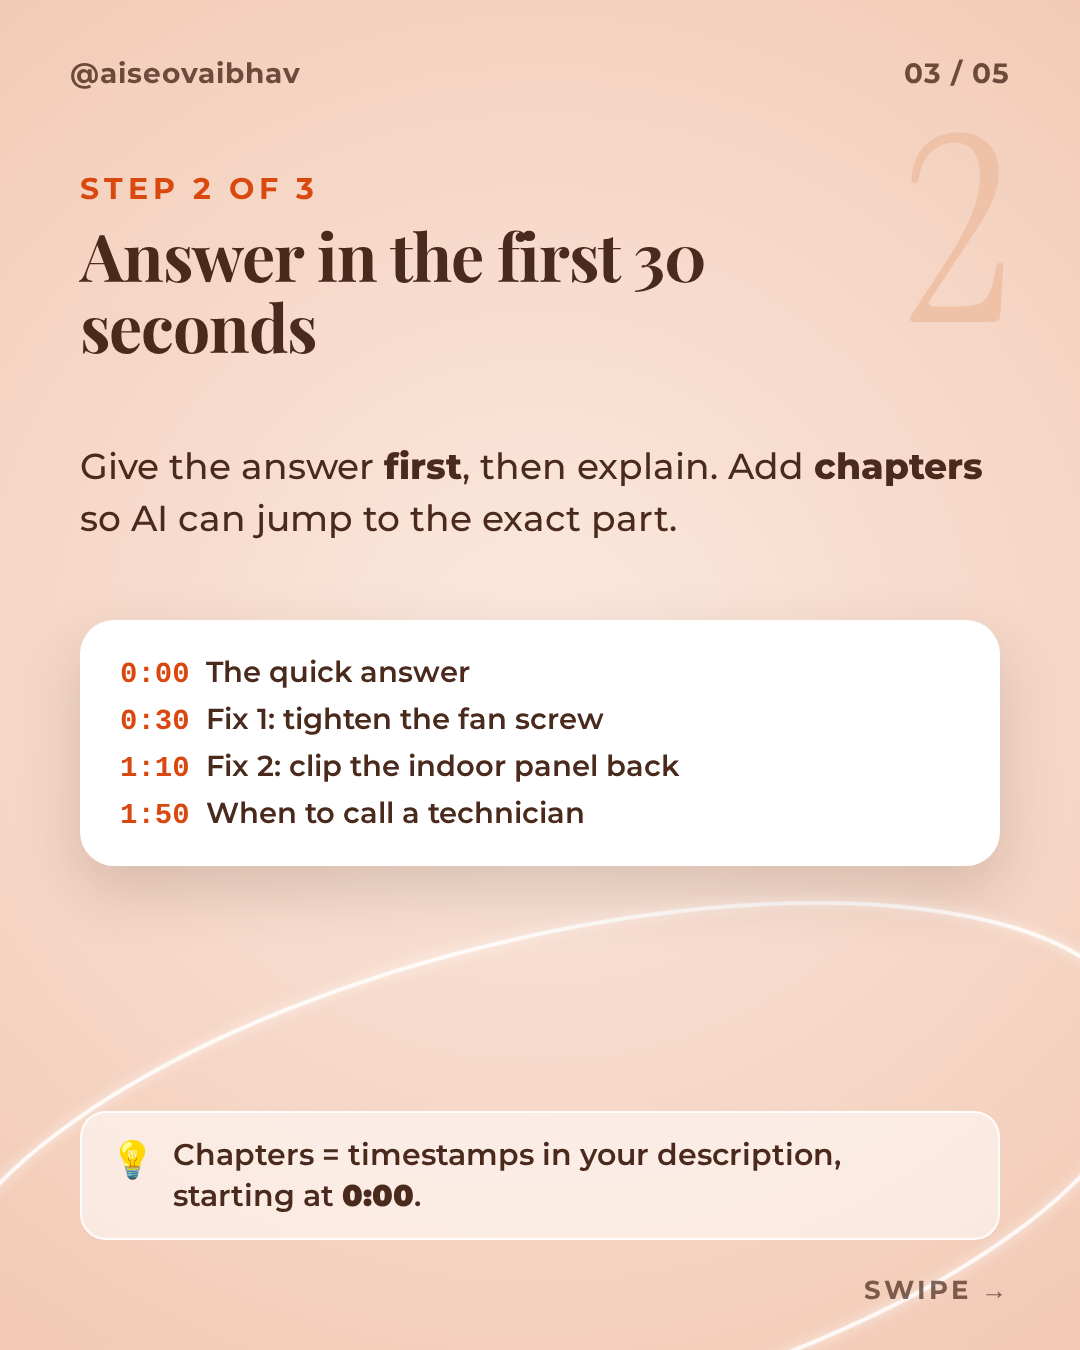 @aiseovaibhav
03 / 05
2
STEP 2 OF 3
Answer in the first 30
seconds
Give the answer first, then explain. Add chapters
so AI can jump to the exact part.
0:00 The quick answer
0:30 Fix 1: tighten the fan screw
1:10 Fix 2: clip the indoor panel back
1:50 When to call a technician
💡 Chapters = timestamps in your description,
starting at 0:00.
SWIPE →